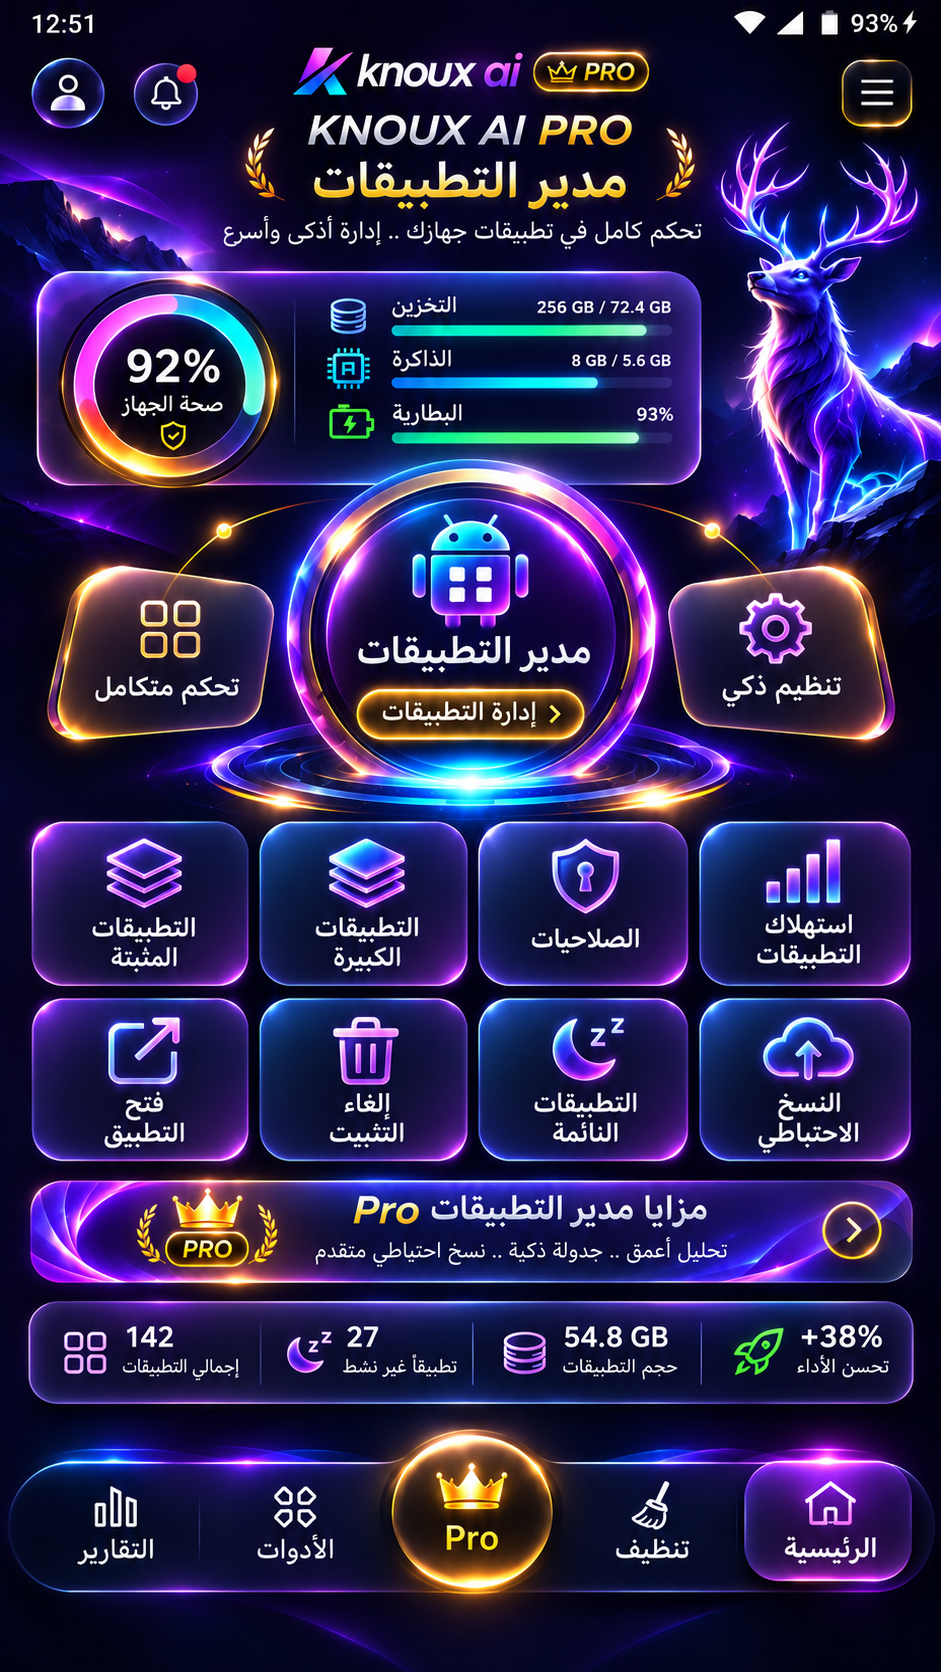 12:51
93%
knoux ai PRO
KNOUX AI PRO
مدير التطبيقات
تحكم كامل في تطبيقات جهازك .. إدارة أذكى وأسرع
92%
صحة الجهاز
التخزين
256 GB / 72.4 GB
الذاكرة
8 GB / 5.6 GB
البطارية
93%
تنظيم ذكي
مدير التطبيقات
إدارة التطبيقات
تحكم متكامل
استهلاك
التطبيقات
الصلاحيات
التطبيقات
الكبيرة
التطبيقات
المثبتة
النسخ
الاحتباطي
z z
التطبيقات
النائمة
إلغاء
التثبيت
فتح
التطبيق
مزايا مدير التطبيقات Pro
تحليل أعمق .. جدولة ذكية .. نسخ احتياطي متقدم
PRO
+38%
تحسن الأداء
54.8 GB
حجم التطبيقات
z z
27
تطبيقاً غير نشط
142
إجمالي التطبيقات
الرئيسية
تنظيف
Pro
الأدوات
التقارير